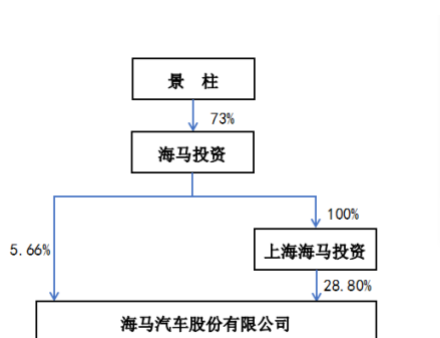 景 柱
73%
海马投资
100%
5.66%
上海海马投资
28.80%
海马汽车股份有限公司